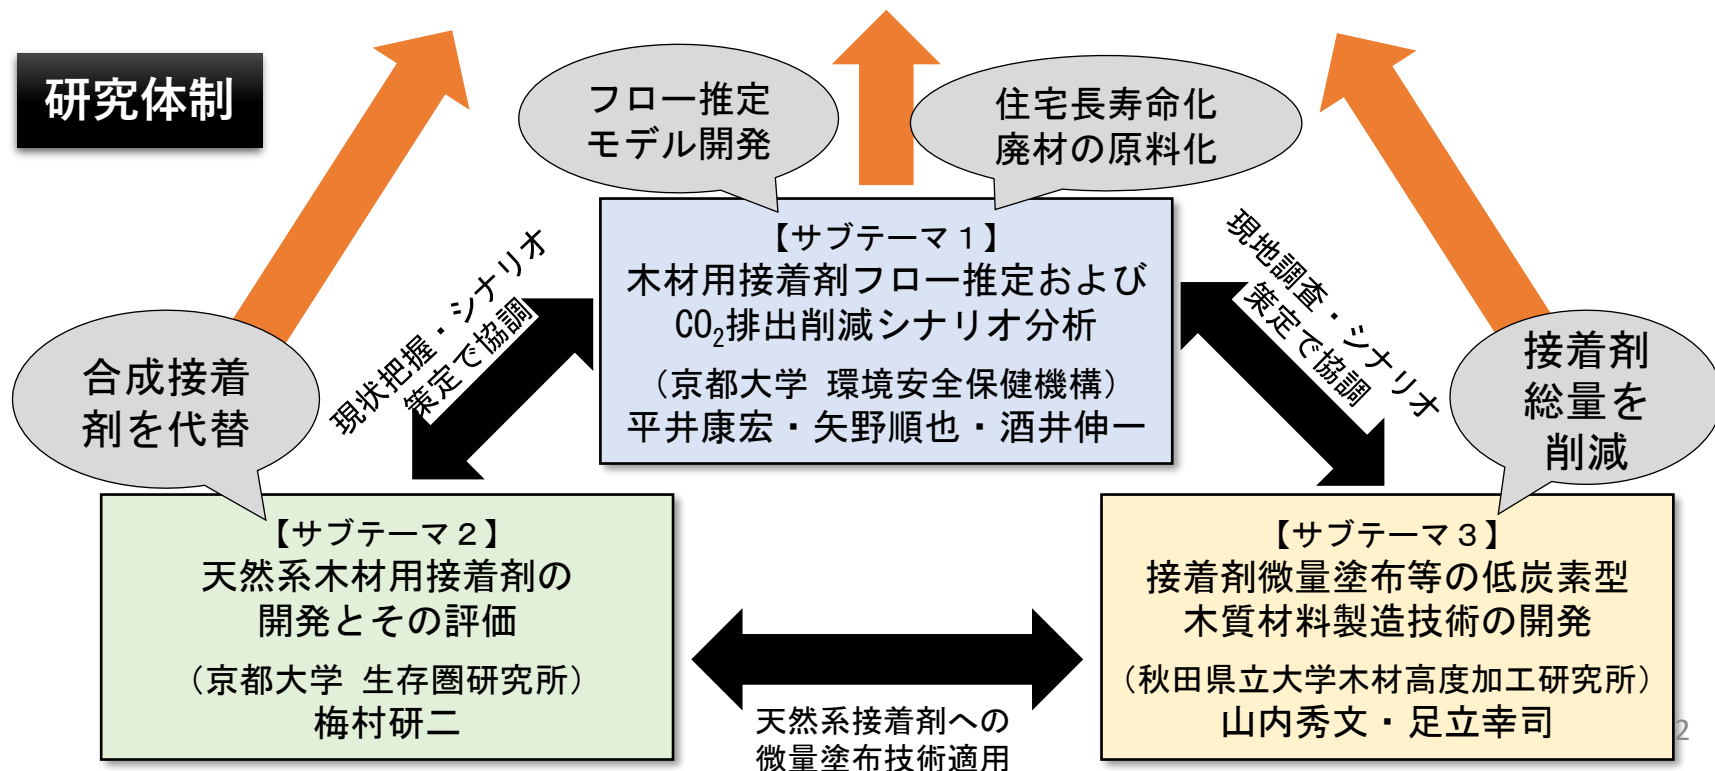 研究体制
フロー推定
モデル開発
住宅長寿命化
廃材の原料化
【サブテーマ１】
木材用接着剤フロー推定および
CO₂排出削減シナリオ分析
（京都大学 環境安全保健機構）
平井康宏・矢野順也・酒井伸一
現状把握・シナリオ
策定で協調
現地調査・シナリオ
策定で協調
合成接着
剤を代替
接着剤
総量を
削減
【サブテーマ２】
天然系木材用接着剤の
開発とその評価
（京都大学 生存圏研究所）
梅村研二
天然系接着剤への
微量塗布技術適用
【サブテーマ３】
接着剤微量塗布等の低炭素型
木質材料製造技術の開発
（秋田県立大学木材高度加工研究所）
山内秀文・足立幸司
2